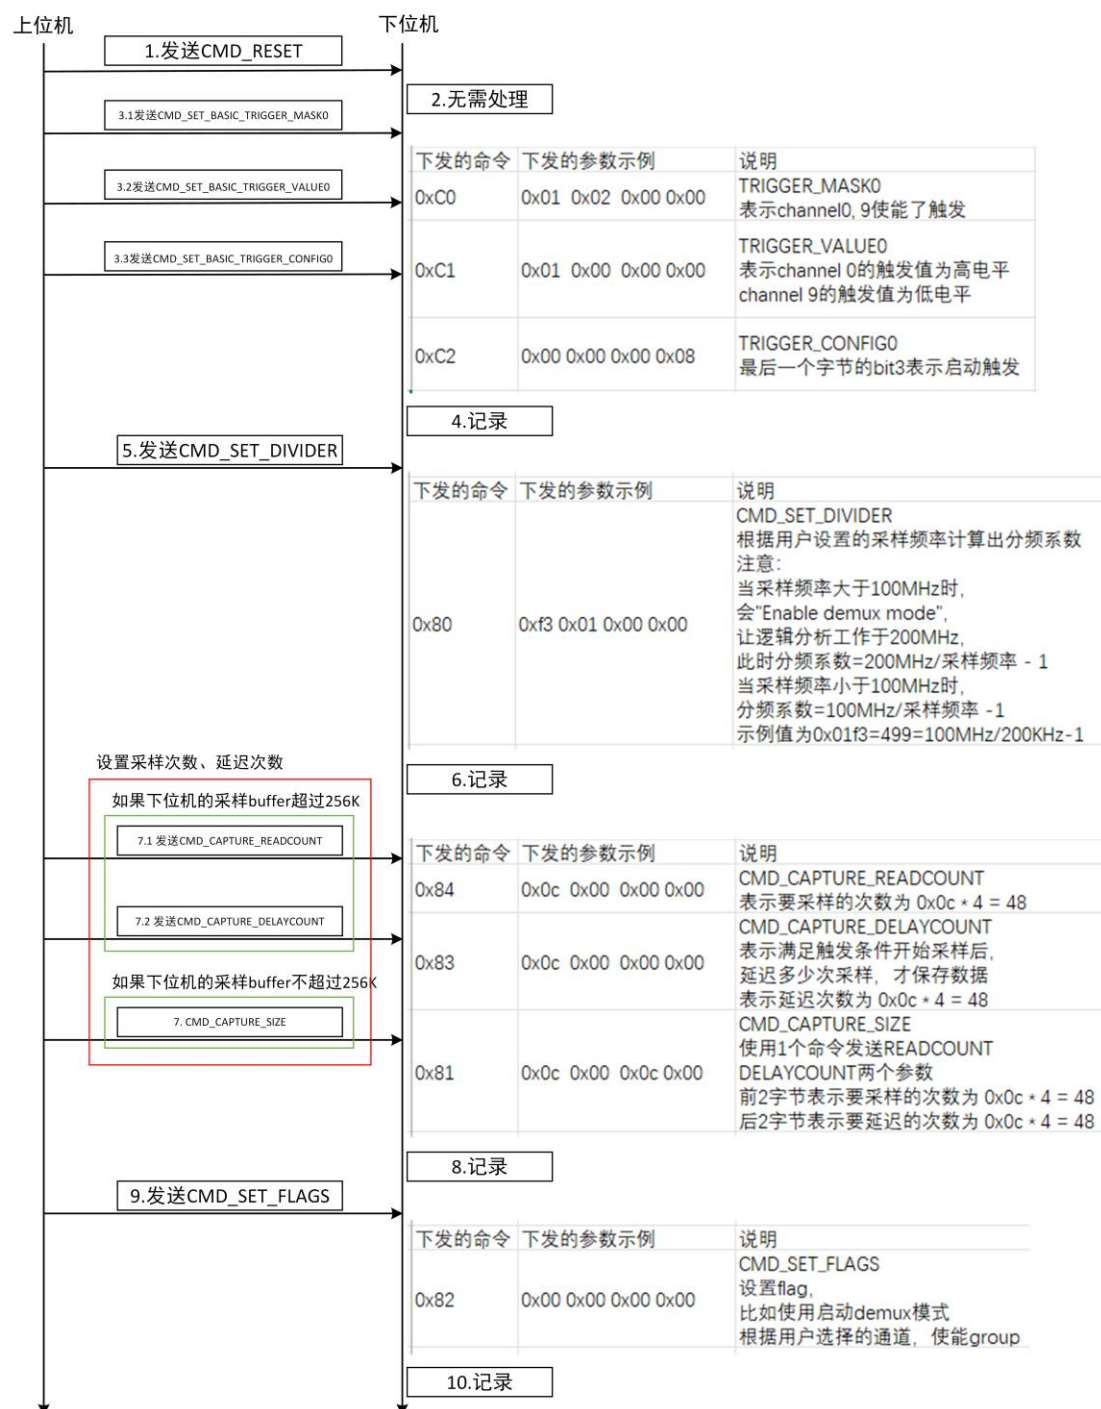 上位机
下位机
1.发送CMD_RESET
2.无需处理
3.1发送CMD_SET_BASIC_TRIGGER_MASK0
3.2发送CMD_SET_BASIC_TRIGGER_VALUE0
3.3发送CMD_SET_BASIC_TRIGGER_CONFIG0
下发的命令 下发的参数示例 说明
0xC0 0x01 0x02 0x00 0x00
TRIGGER_MASK0
表示channel0, 9使能了触发
0xC1 0x01 0x00 0x00 0x00
TRIGGER_VALUE0
表示channel 0的触发值为高电平
channel 9的触发值为低电平
0xC2 0x00 0x00 0x00 0x08
TRIGGER_CONFIG0
最后一个字节的bit3表示启动触发
4.记录
5.发送CMD_SET_DIVIDER
下发的命令 下发的参数示例 说明
0x80 0xf3 0x01 0x00 0x00
CMD_SET_DIVIDER
根据用户设置的采样频率计算出分频系数
注意:
当采样频率大于100MHz时,
会"Enable demux mode",
让逻辑分析工作于200MHz,
此时分频系数=200MHz/采样频率 - 1
当采样频率小于100MHz时,
分频系数=100MHz/采样频率 -1
示例值为0x01f3=499=100MHz/200KHz-1
6.记录
设置采样次数、延迟次数
如果下位机的采样buffer超过256K
7.1 发送CMD_CAPTURE_READCOUNT
7.2 发送CMD_CAPTURE_DELAYCOUNT
如果下位机的采样buffer不超过256K
7. CMD_CAPTURE_SIZE
下发的命令 下发的参数示例 说明
0x84 0x0c 0x00 0x00 0x00
CMD_CAPTURE_READCOUNT
表示要采样的次数为 0x0c * 4 = 48
0x83 0x0c 0x00 0x00 0x00
CMD_CAPTURE_DELAYCOUNT
表示满足触发条件开始采样后,
延迟多少次采样，才保存数据
表示延迟次数为 0x0c * 4 = 48
0x81 0x0c 0x00 0x0c 0x00
CMD_CAPTURE_SIZE
使用1个命令发送READCOUNT
DELAYCOUNT两个参数
前2字节表示要采样的次数为 0x0c * 4 = 48
后2字节表示要延迟的次数为 0x0c * 4 = 48
8.记录
9.发送CMD_SET_FLAGS
下发的命令 下发的参数示例 说明
0x82 0x00 0x00 0x00 0x00
CMD_SET_FLAGS
设置flag,
比如使用启动demux模式
根据用户选择的通道，使能group
10.记录